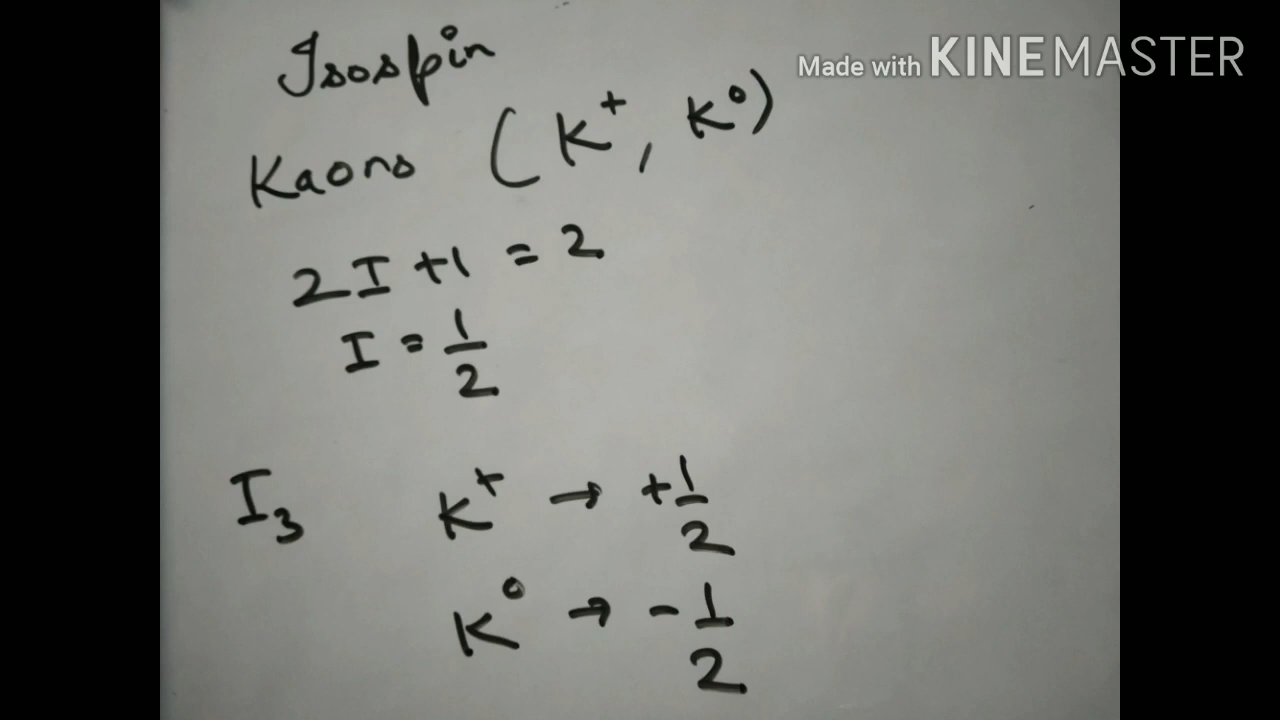 Isospin
Made with KINEMASTER
Kaons (K⁺, K⁰)
2I+1 = 2
I = 1/2
I₃ K⁺ → +1/2
K⁰ → -1/2